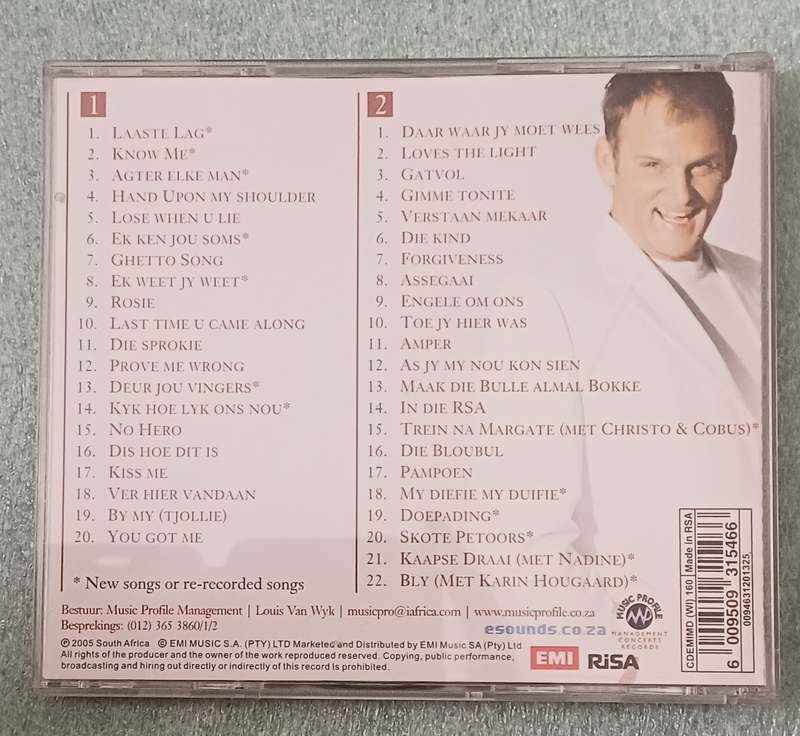 1
1. Laaste Lag*
2. Know Me*
3. Agter elke man*
4. Hand Upon my shoulder
5. Lose when u lie
6. Ek ken jou soms*
7. Ghetto Song
8. Ek weet jy weet*
9. Rosie
10. Last time u came along
11. Die sprokie
12. Prove me wrong
13. Deur jou vingers*
14. Kyk hoe lyk ons nou*
15. No Hero
16. Dis hoe dit is
17. Kiss me
18. Ver hier vandaan
19. By my (tjollie)
20. You got me
* New songs or re-recorded songs
2
1. Daar waar jy moet wees
2. Loves the light
3. Gatvol
4. Gimme tonite
5. Verstaan mekaar
6. Die kind
7. Forgiveness
8. Assegaai
9. Engele om ons
10. Toe jy hier was
11. Amper
12. As jy my nou kon sien
13. Maak die Bulle almal Bokke
14. In die RSA
15. Trein na Margate (met Christo & Cobus)*
16. Die Bloubul
17. Pampoen
18. My diefie my duifie*
19. Doepading*
20. Skote Petoors*
21. Kaapse Draai (met Nadine)*
22. Bly (Met Karin Hougaard)*
Bestuur: Music Profile Management | Louis Van Wyk | musicpro@iafrica.com | www.musicprofile.co.za
Besprekings: (012) 365 3860/1/2
esounds.co.za
℗ 2005 South Africa © EMI MUSIC S.A. (PTY) LTD Marketed and Distributed by EMI Music SA (Pty) Ltd
All rights of the producer and the owner of the work reproduced reserved. Copying, public performance,
broadcasting and hiring out directly or indirectly of this record is prohibited.
EMI
RiSA
MUSIC PROFILE
MANAGEMENT
CONCERTS
RECORDS
CDEMIMD (WI) 160
Made in RSA
6 009509 315466
0094631201325